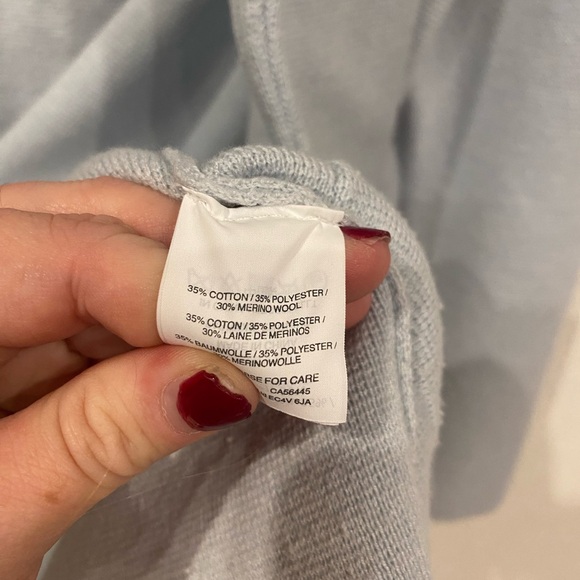 35% COTTON / 35% POLYESTER /
30% MERINO WOOL
35% COTON / 35% POLYESTER /
30% LAINE DE MERINOS
35% BAUMWOLLE / 35% POLYESTER /
MERINOWOLLE
FOR CARE
CA56445
EC4V 6JA